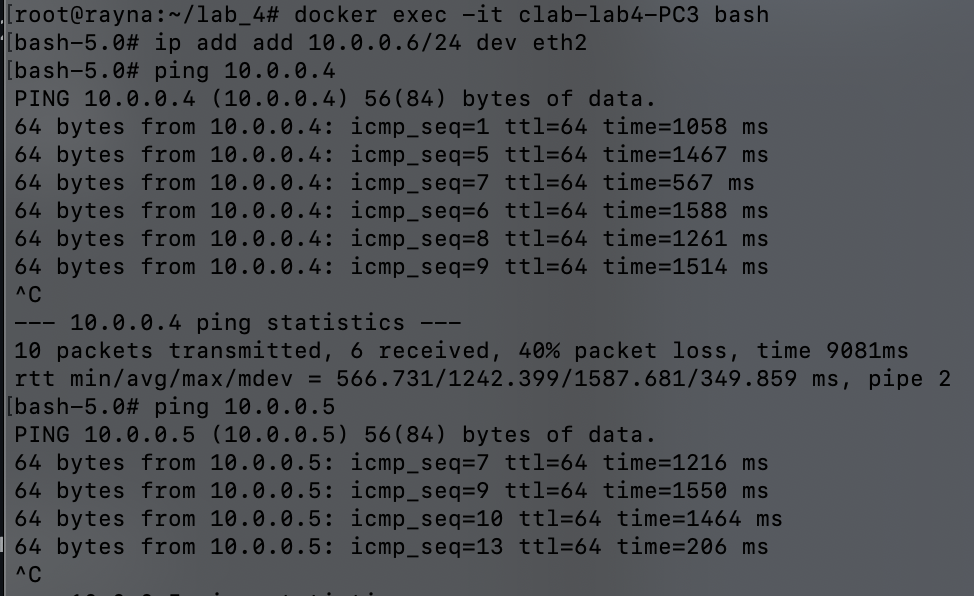 [root@rayna:~/lab_4# docker exec -it clab-lab4-PC3 bash
[bash-5.0# ip add add 10.0.0.6/24 dev eth2
[bash-5.0# ping 10.0.0.4
PING 10.0.0.4 (10.0.0.4) 56(84) bytes of data.
64 bytes from 10.0.0.4: icmp_seq=1 ttl=64 time=1058 ms
64 bytes from 10.0.0.4: icmp_seq=5 ttl=64 time=1467 ms
64 bytes from 10.0.0.4: icmp_seq=7 ttl=64 time=567 ms
64 bytes from 10.0.0.4: icmp_seq=6 ttl=64 time=1588 ms
64 bytes from 10.0.0.4: icmp_seq=8 ttl=64 time=1261 ms
64 bytes from 10.0.0.4: icmp_seq=9 ttl=64 time=1514 ms
^C
--- 10.0.0.4 ping statistics ---
10 packets transmitted, 6 received, 40% packet loss, time 9081ms
rtt min/avg/max/mdev = 566.731/1242.399/1587.681/349.859 ms, pipe 2
[bash-5.0# ping 10.0.0.5
PING 10.0.0.5 (10.0.0.5) 56(84) bytes of data.
64 bytes from 10.0.0.5: icmp_seq=7 ttl=64 time=1216 ms
64 bytes from 10.0.0.5: icmp_seq=9 ttl=64 time=1550 ms
64 bytes from 10.0.0.5: icmp_seq=10 ttl=64 time=1464 ms
64 bytes from 10.0.0.5: icmp_seq=13 ttl=64 time=206 ms
^C